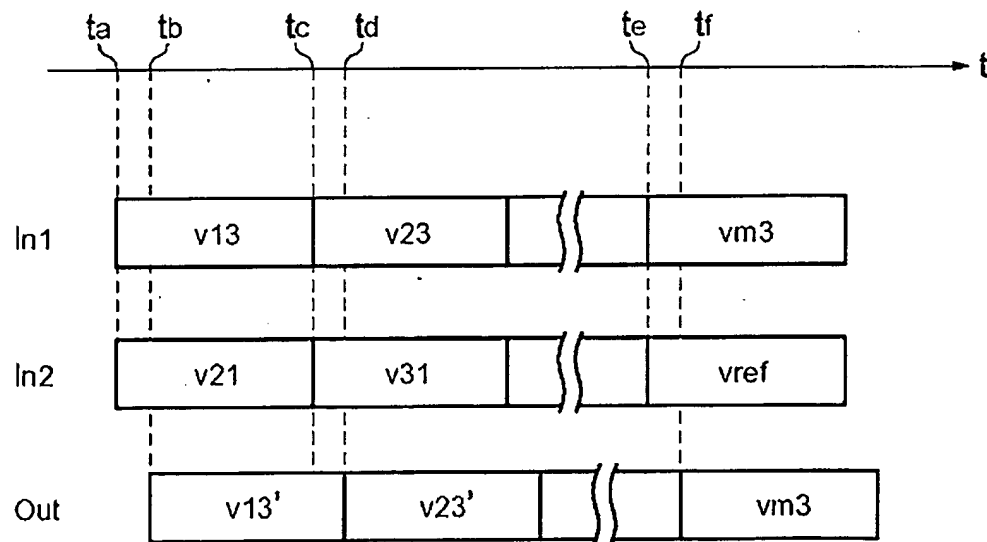 ta tb tc td te tf
t
In1 v13 v23 vm3
In2 v21 v31 vref
Out v13' v23' vm3